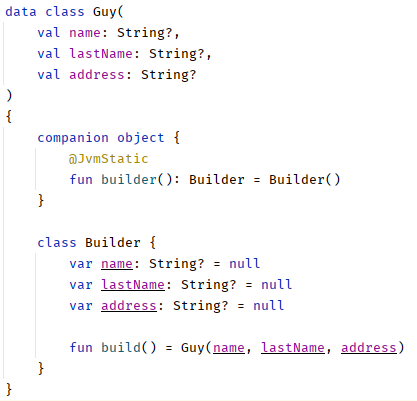 data class Guy(
    val name: String?,
    val lastName: String?,
    val address: String?
)
{
    companion object {
        @JvmStatic
        fun builder(): Builder = Builder()
    }

    class Builder {
        var name: String? = null
        var lastName: String? = null
        var address: String? = null

        fun build() = Guy(name, lastName, address)
    }
}